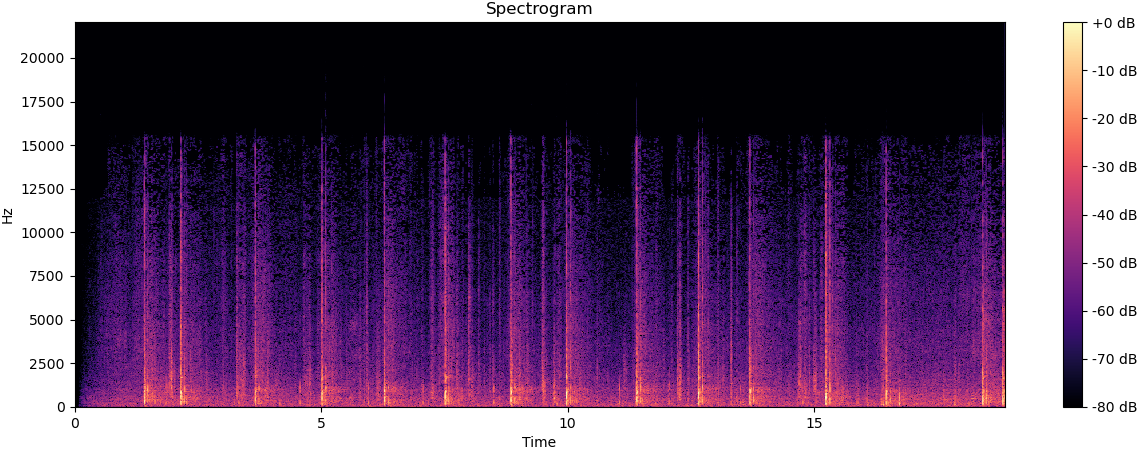 Spectrogram
20000
17500
15000
12500
10000
7500
5000
2500
0
Hz
0
5
10
15
Time
+0 dB
-10 dB
-20 dB
-30 dB
-40 dB
-50 dB
-60 dB
-70 dB
-80 dB